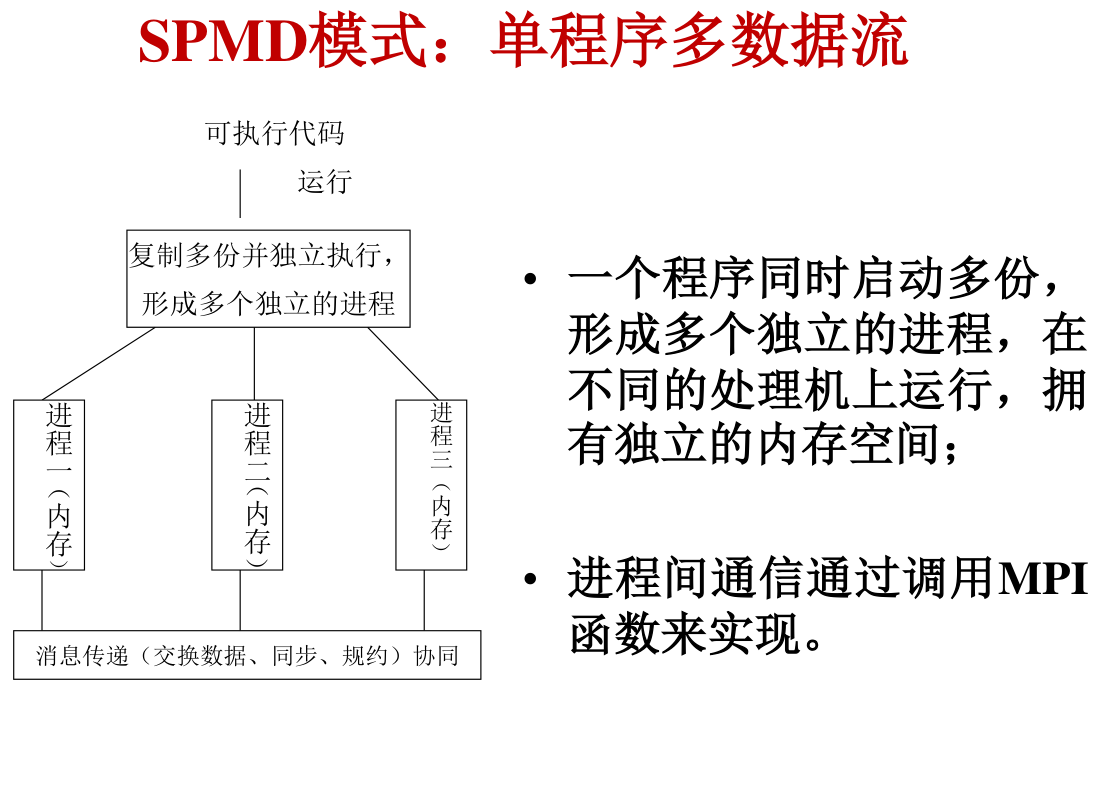 SPMD模式：单程序多数据流
可执行代码
运行
复制多份并独立执行，
形成多个独立的进程
进程一（内存）
进程二（内存）
进程三（内存）
消息传递（交换数据、同步、规约）协同
• 一个程序同时启动多份，
形成多个独立的进程，在
不同的处理机上运行，拥
有独立的内存空间；
• 进程间通信通过调用MPI
函数来实现。